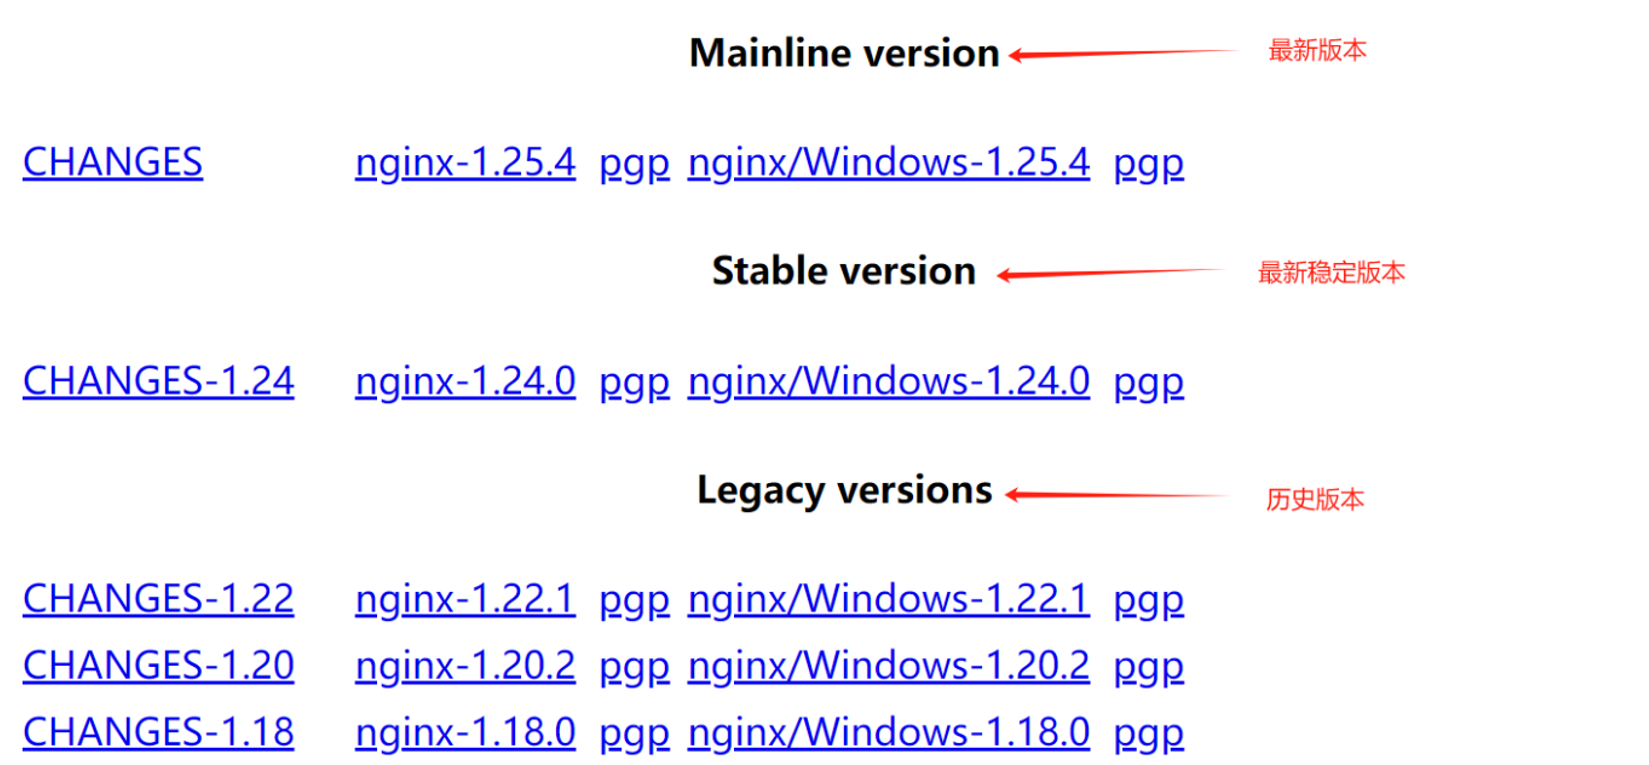 Mainline version 最新版本
CHANGES nginx-1.25.4 pgp nginx/Windows-1.25.4 pgp
Stable version 最新稳定版本
CHANGES-1.24 nginx-1.24.0 pgp nginx/Windows-1.24.0 pgp
Legacy versions 历史版本
CHANGES-1.22 nginx-1.22.1 pgp nginx/Windows-1.22.1 pgp
CHANGES-1.20 nginx-1.20.2 pgp nginx/Windows-1.20.2 pgp
CHANGES-1.18 nginx-1.18.0 pgp nginx/Windows-1.18.0 pgp